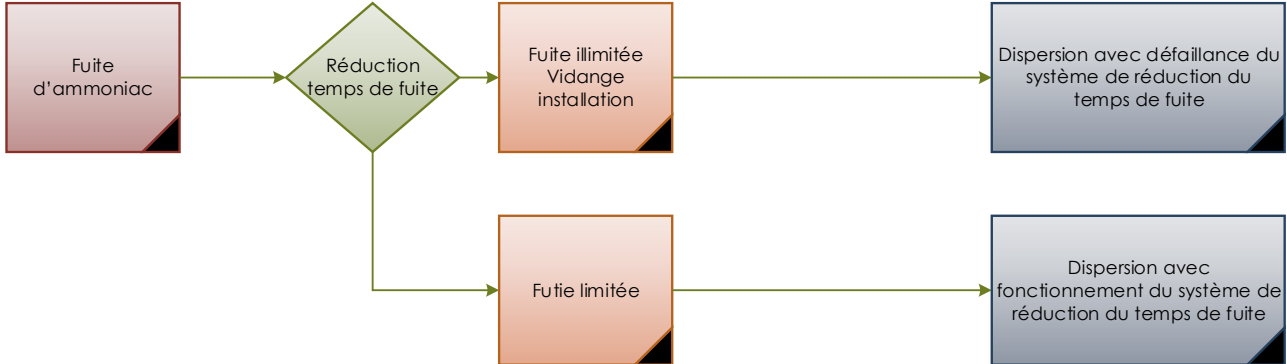 Fuite
d'ammoniac
Réduction
temps de fuite
Fuite illimitée
Vidange
installation
Dispersion avec défaillance du
système de réduction du
temps de fuite
Futie limitée
Dispersion avec
fonctionnement du système de
réduction du temps de fuite